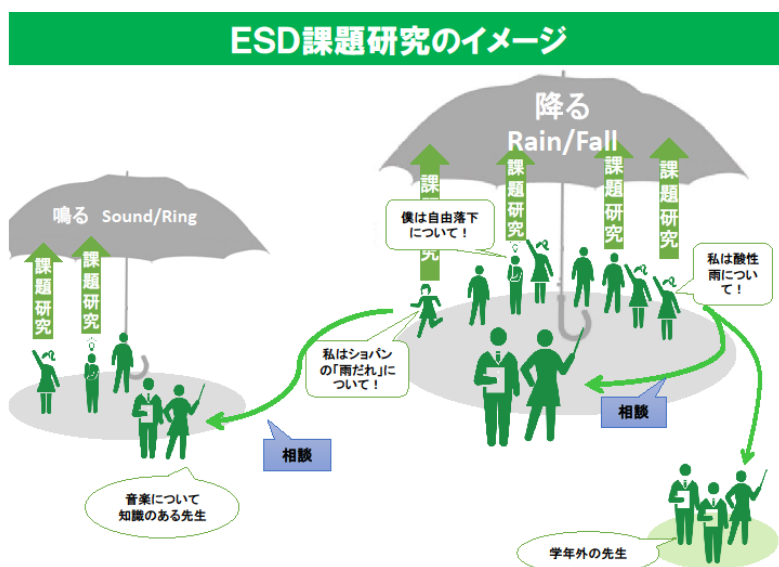 ESD課題研究のイメージ
降る
Rain/Fall
鳴る Sound/Ring
課題研究
課題研究
課題研究
課題研究
課題研究
課題研究
僕は自由落下
について！
私は酸性
雨につい
て！
私はショパン
の「雨だれ」に
ついて！
相談
相談
音楽について
知識のある先生
学年外の先生